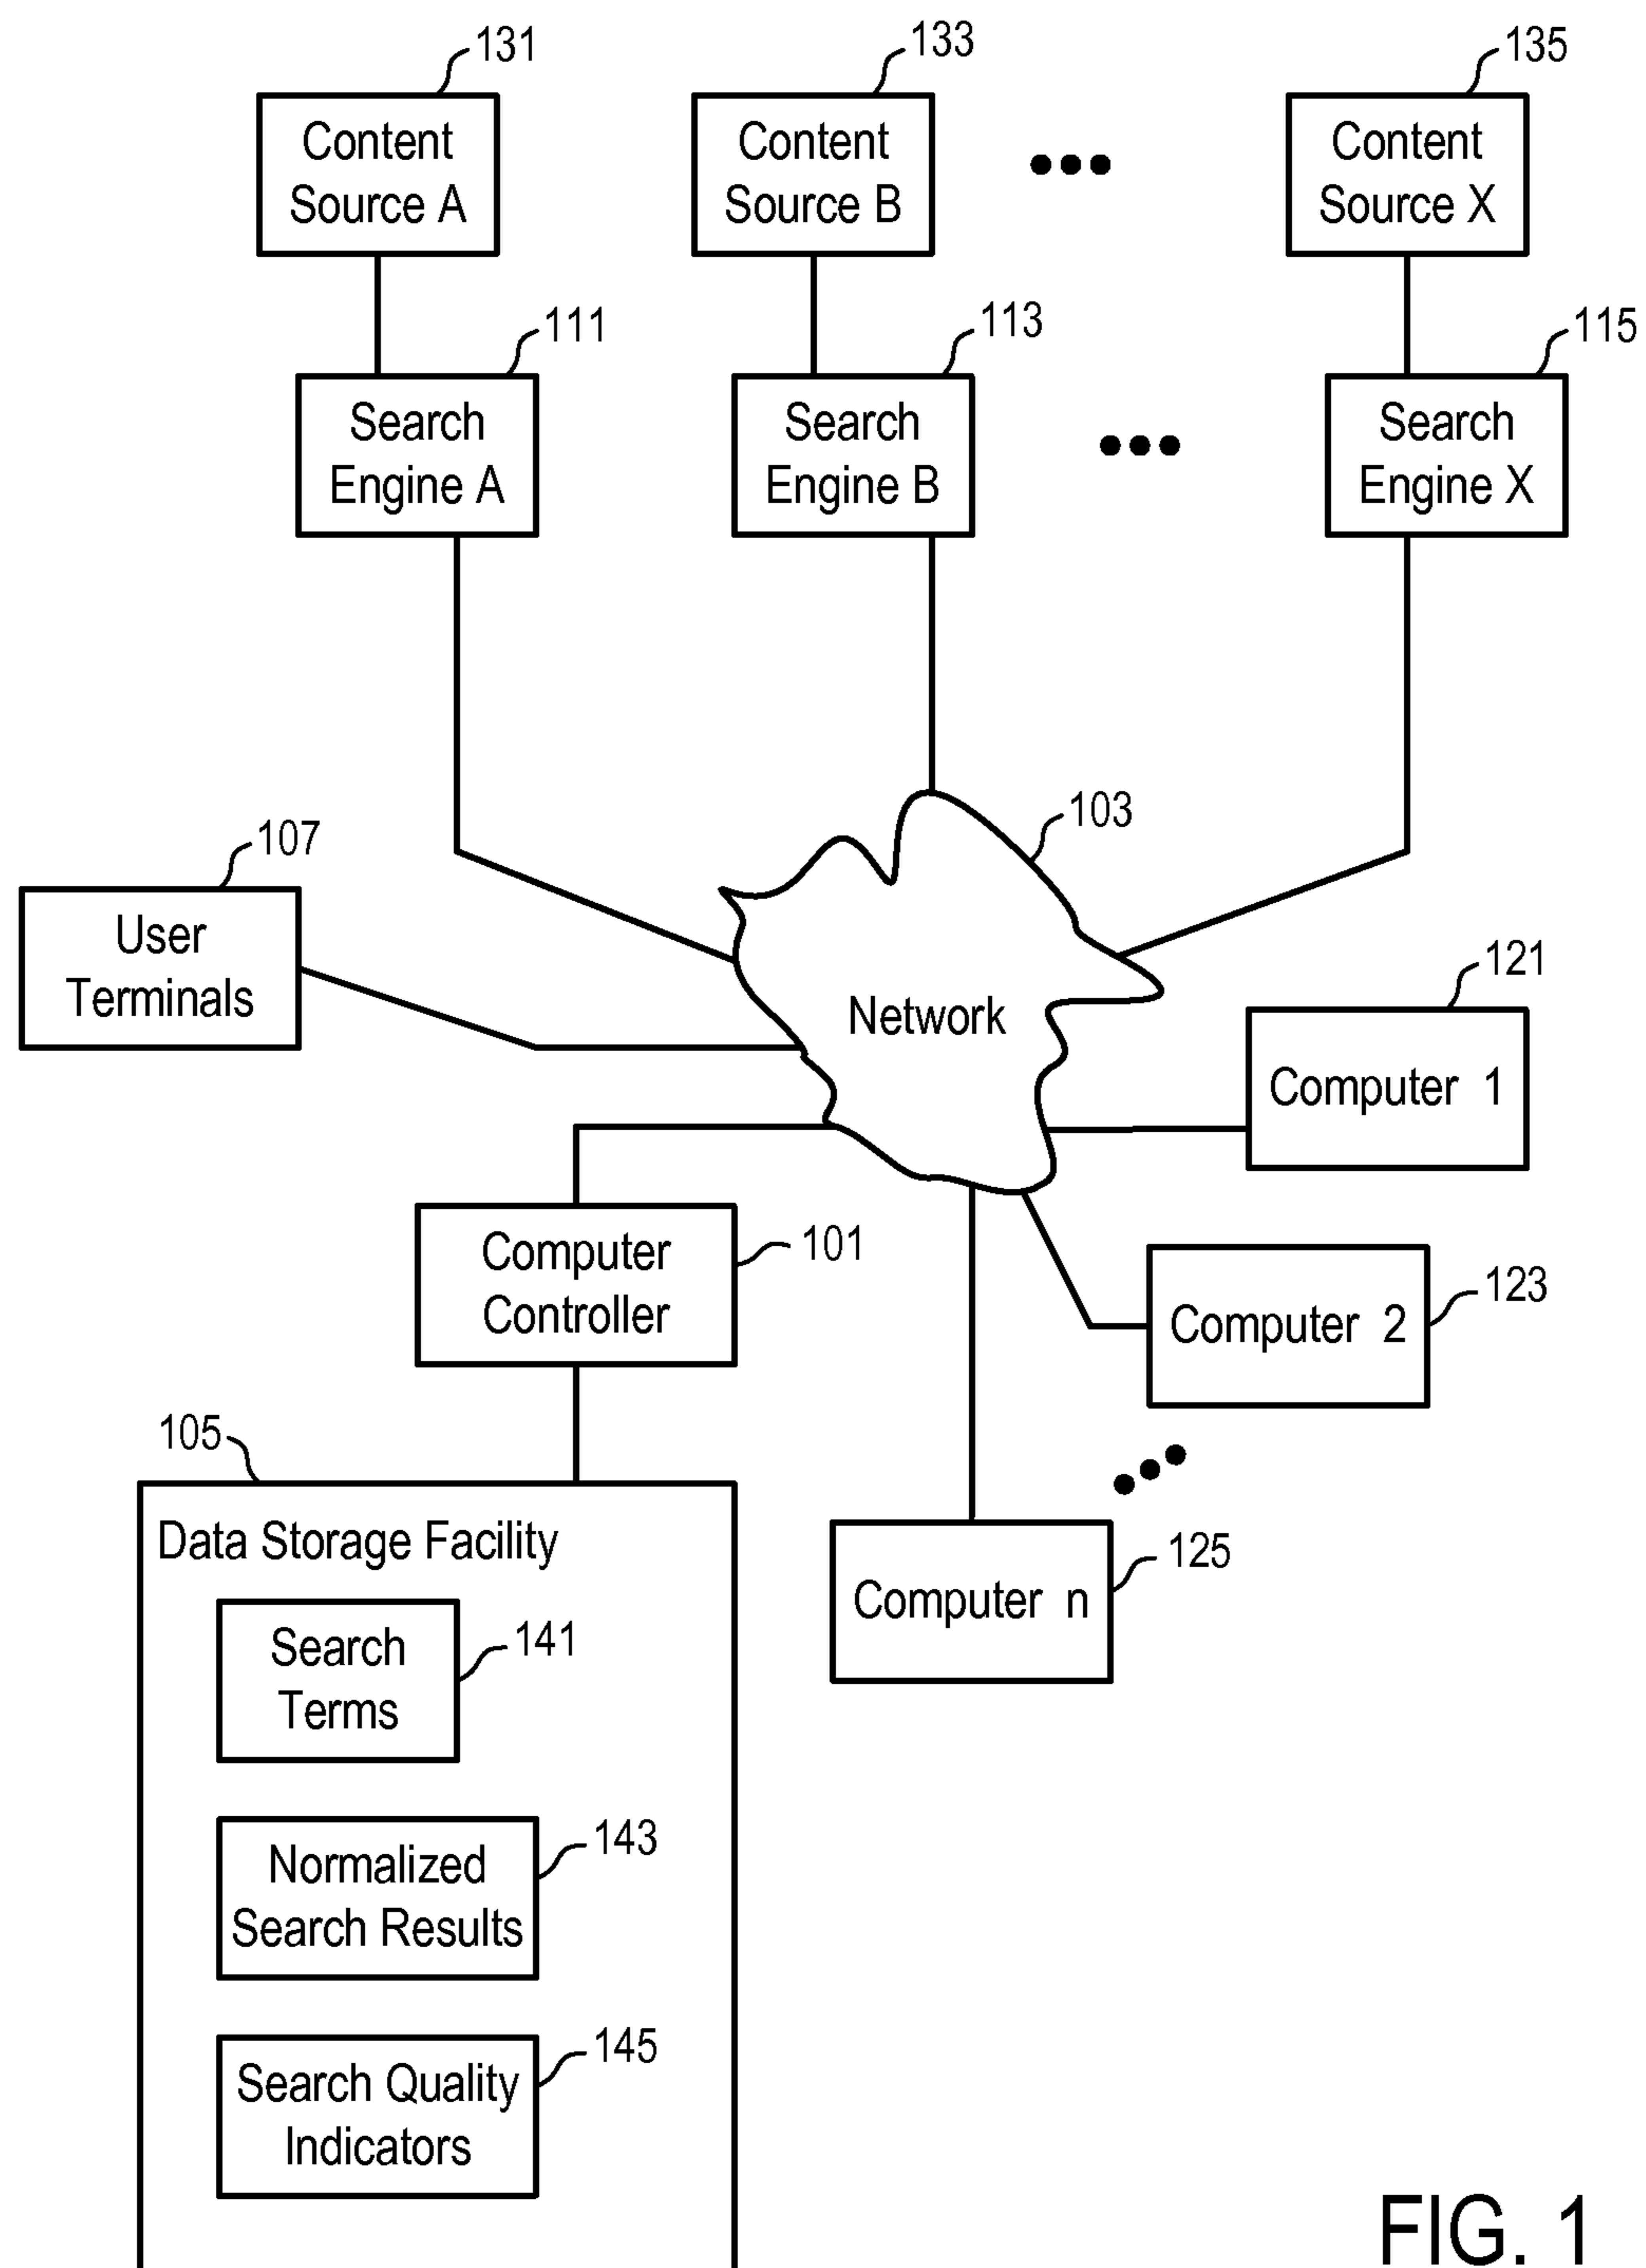 131
133
135
Content
Source A
Content
Source B
Content
Source X
111
113
115
Search
Engine A
Search
Engine B
Search
Engine X
103
107
User
Terminals
Network
121
Computer 1
101
Computer
Controller
123
Computer 2
105
Data Storage Facility
125
Computer n
141
Search
Terms
143
Normalized
Search Results
145
Search Quality
Indicators
FIG. 1